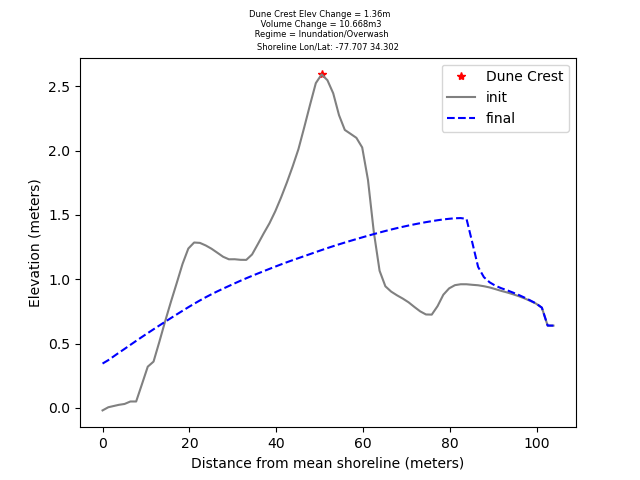 Dune Crest Elev Change = 1.36m
Volume Change = 10.668m3
Regime = Inundation/Overwash
Shoreline Lon/Lat: -77.707 34.302
Dune Crest
init
final
Elevation (meters)
2.5
2.0
1.5
1.0
0.5
0.0
0 20 40 60 80 100
Distance from mean shoreline (meters)